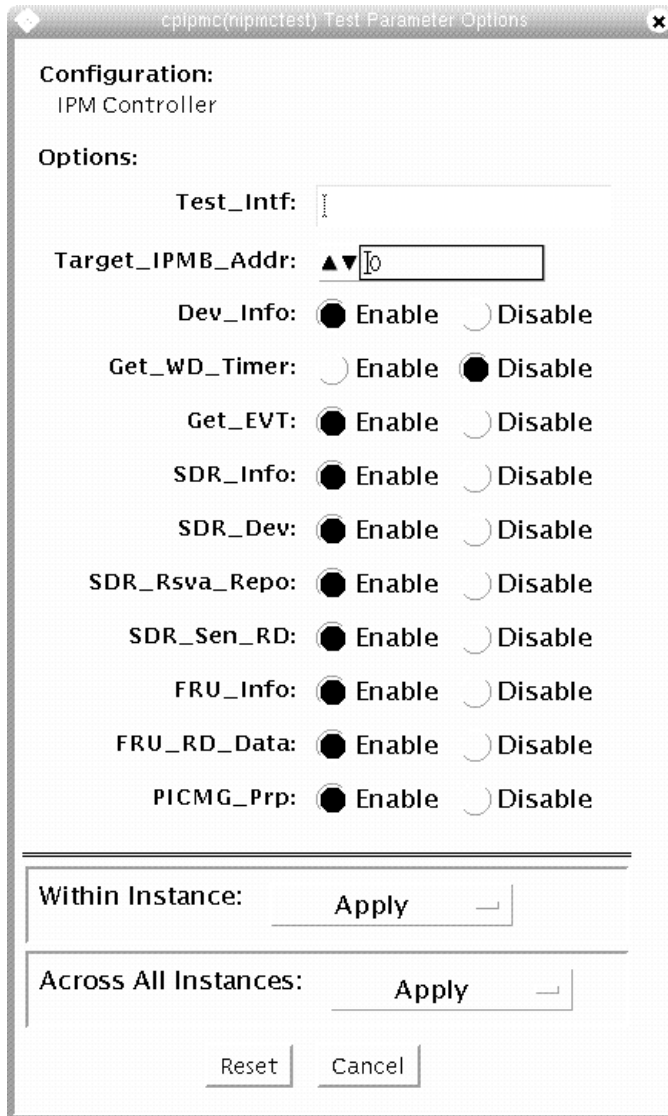 cpipmc(nipmctest) Test Parameter Options
Configuration:
IPM Controller
Options:
Test_Intf:
Target_IPMB_Addr: 0
Dev_Info: Enable Disable
Get_WD_Timer: Enable Disable
Get_EVT: Enable Disable
SDR_Info: Enable Disable
SDR_Dev: Enable Disable
SDR_Rsva_Repo: Enable Disable
SDR_Sen_RD: Enable Disable
FRU_Info: Enable Disable
FRU_RD_Data: Enable Disable
PICMG_Prp: Enable Disable
Within Instance: Apply
Across All Instances: Apply
Reset Cancel